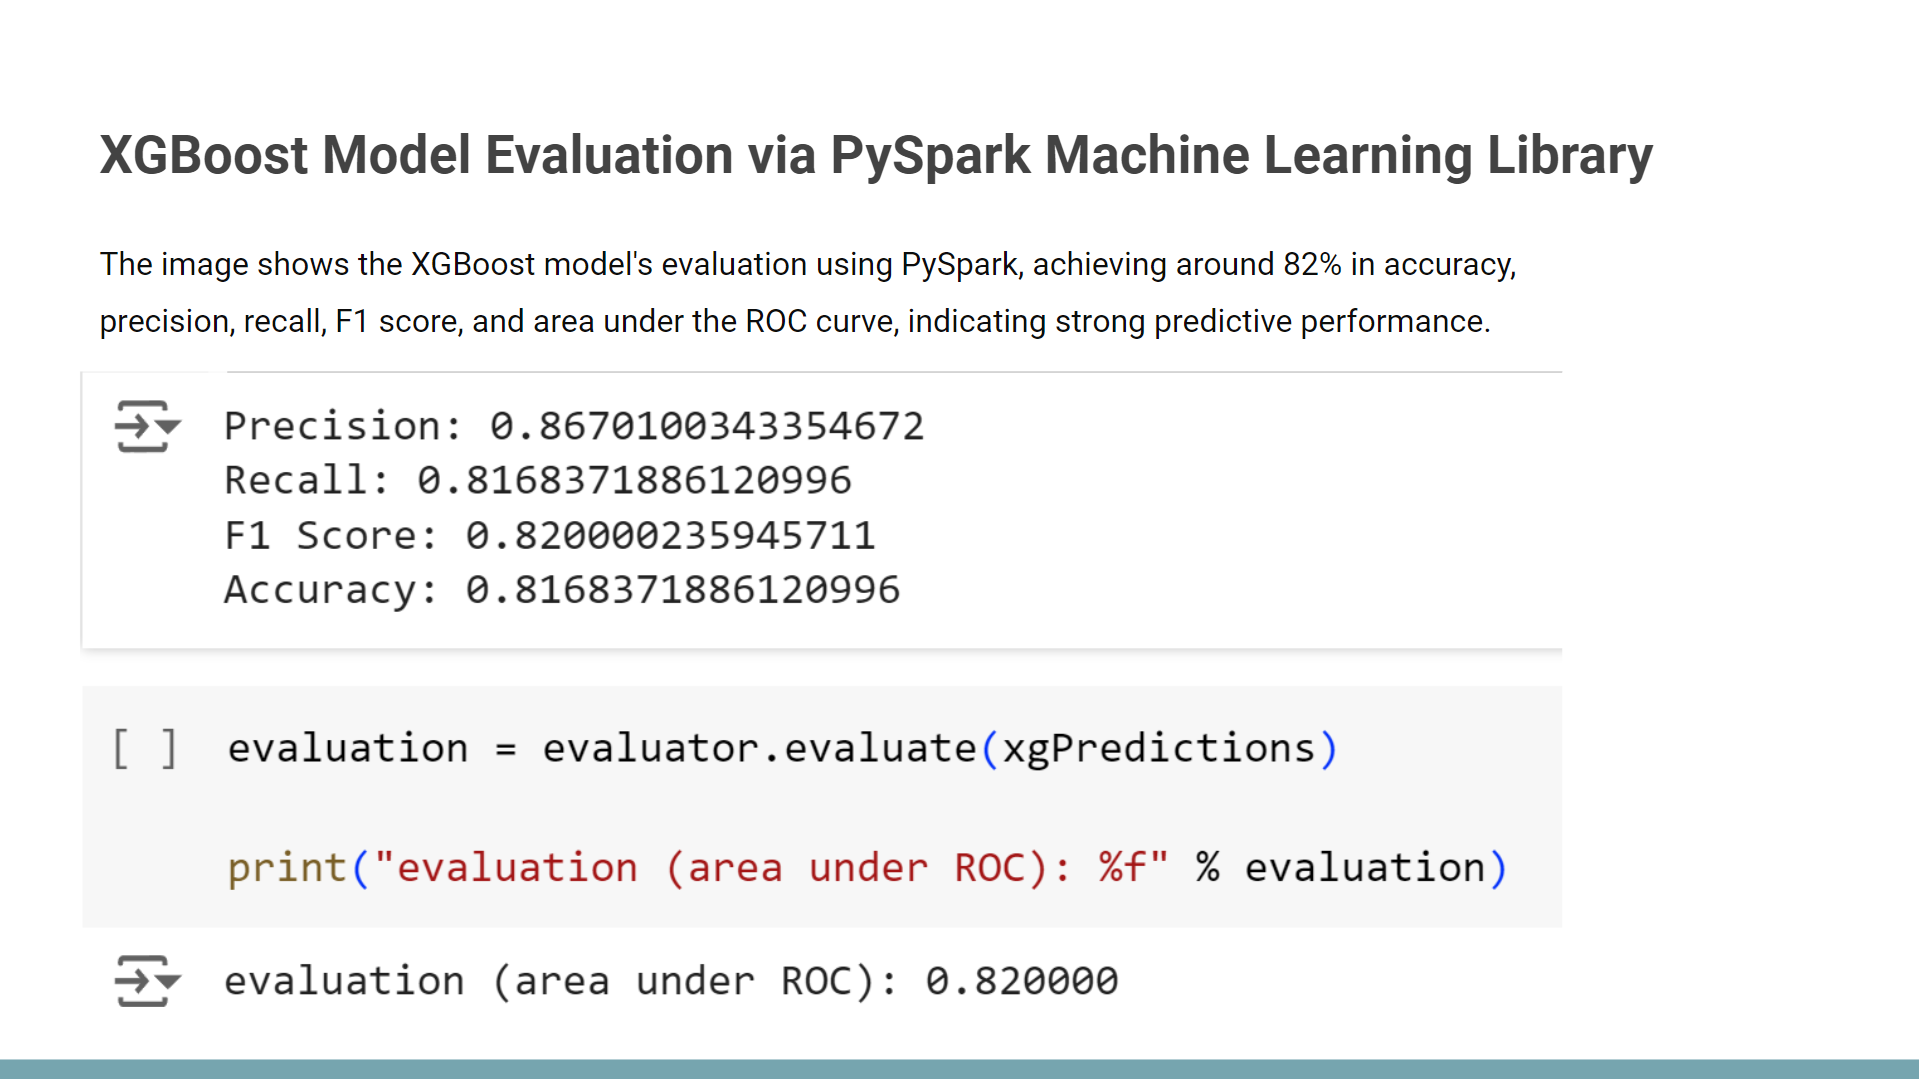 XGBoost Model Evaluation via PySpark Machine Learning Library
The image shows the XGBoost model's evaluation using PySpark, achieving around 82% in accuracy,
precision, recall, F1 score, and area under the ROC curve, indicating strong predictive performance.
Precision: 0.8670100343354672
Recall: 0.8168371886120996
F1 Score: 0.820000235945711
Accuracy: 0.8168371886120996
[ ] evaluation = evaluator.evaluate(xgPredictions)
print("evaluation (area under ROC): %f" % evaluation)
evaluation (area under ROC): 0.820000